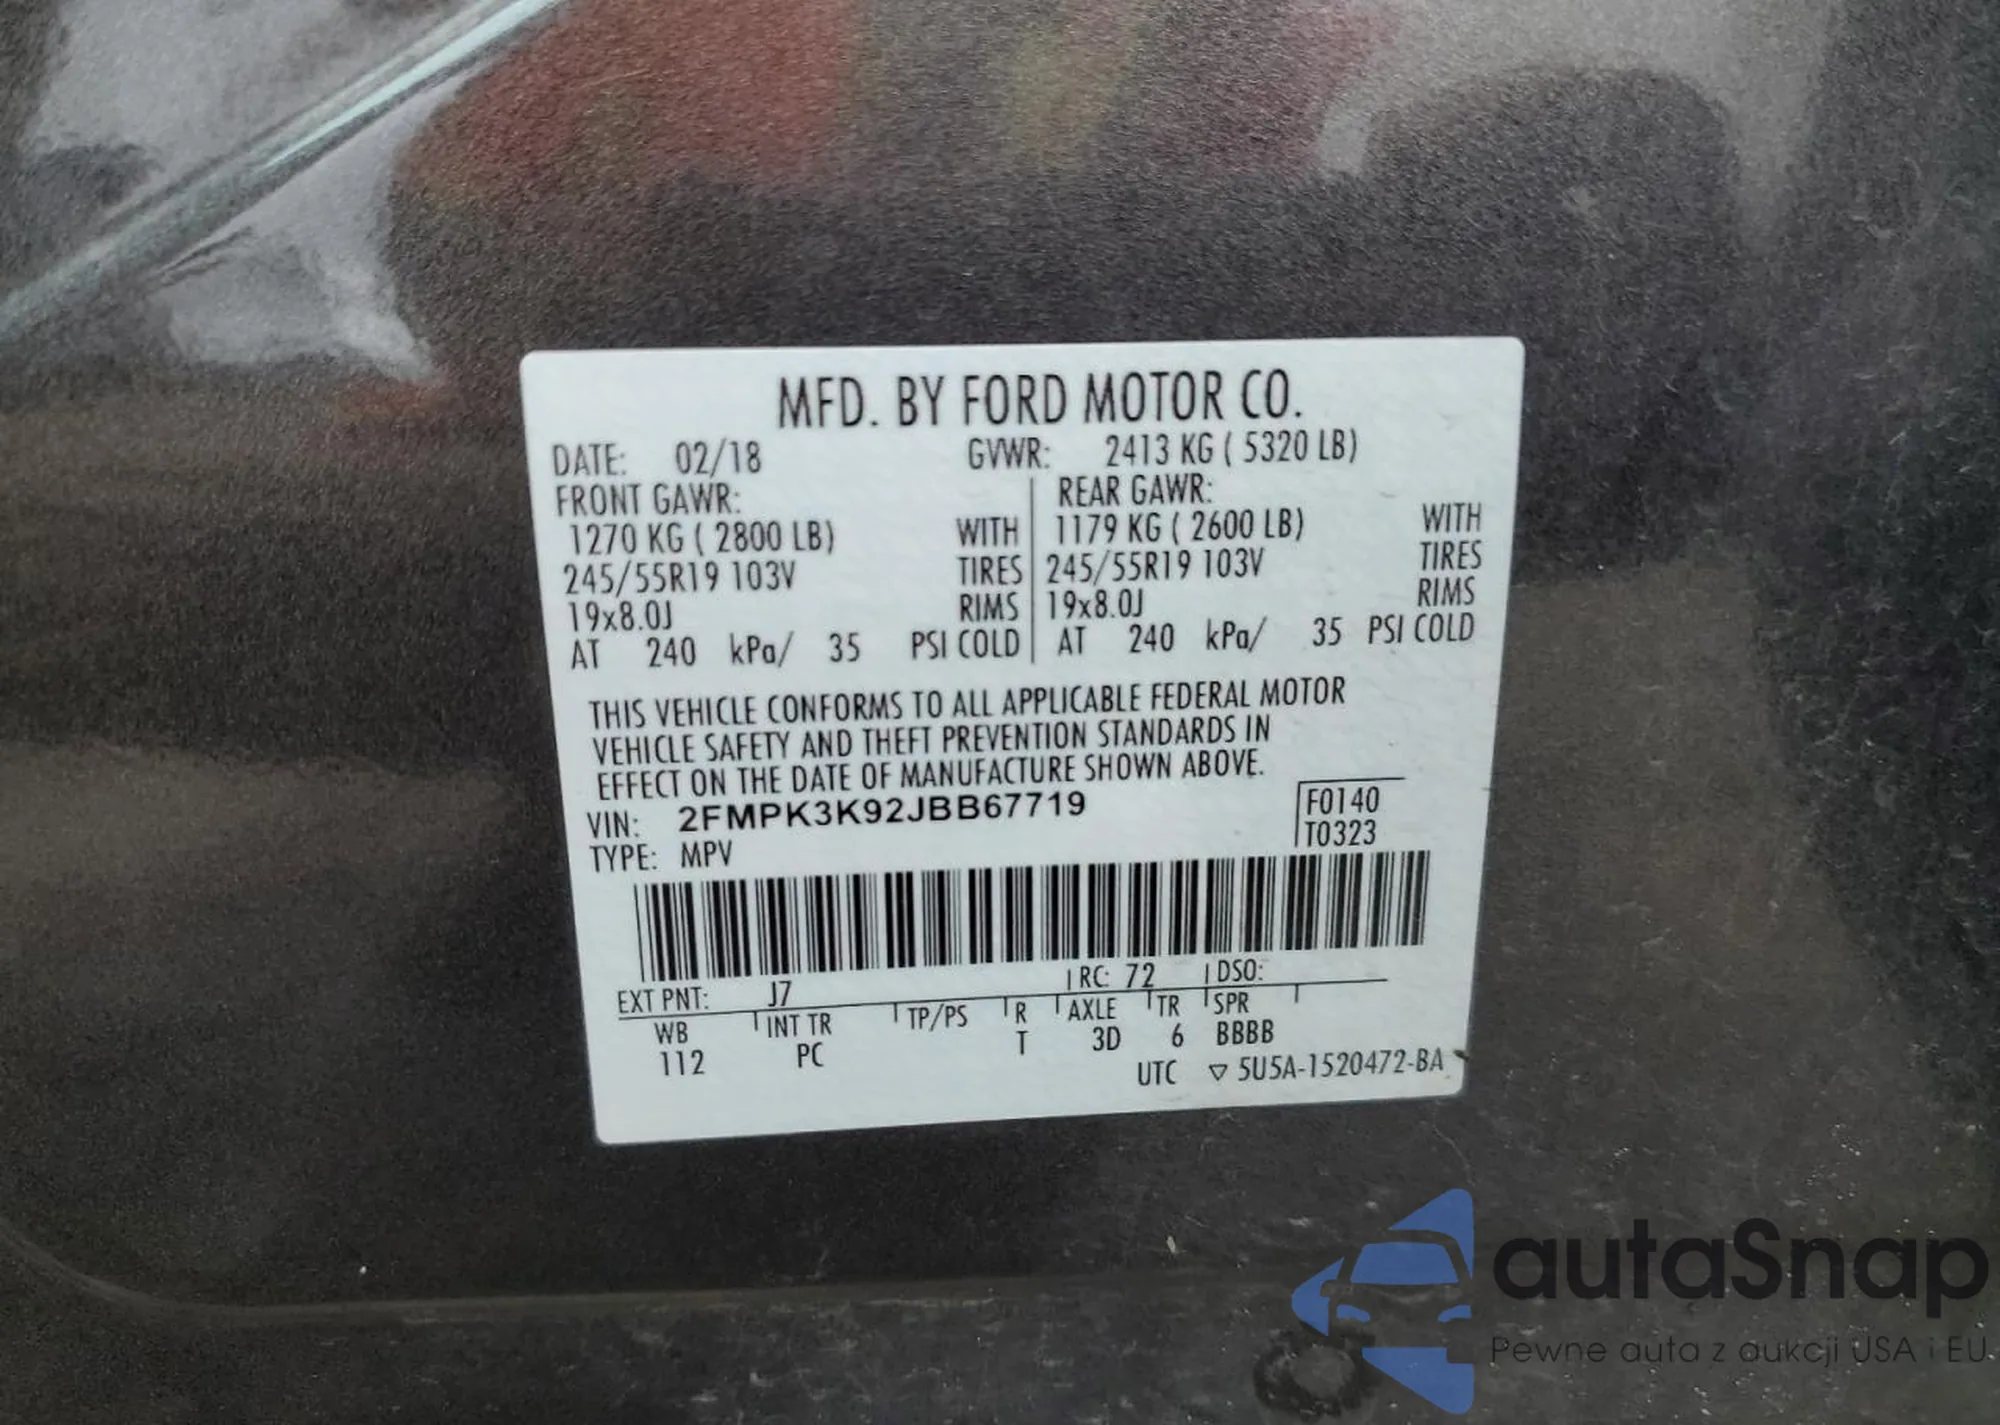 MFD. BY FORD MOTOR CO.
DATE: 02/18 GVWR: 2413 KG ( 5320 LB)
FRONT GAWR: REAR GAWR:
1270 KG ( 2800 LB) WITH 1179 KG ( 2600 LB) WITH
245/55R19 103V TIRES 245/55R19 103V TIRES
19x8.0J RIMS 19x8.0J RIMS
AT 240 kPa/ 35 PSI COLD AT 240 kPa/ 35 PSI COLD
THIS VEHICLE CONFORMS TO ALL APPLICABLE FEDERAL MOTOR
VEHICLE SAFETY AND THEFT PREVENTION STANDARDS IN
EFFECT ON THE DATE OF MANUFACTURE SHOWN ABOVE.
VIN: 2FMPK3K92JBB67719 F0140
TYPE: MPV T0323
EXT PNT: J7 RC: 72 DSO:
WB INT TR TP/PS R AXLE TR SPR
112 PC T 3D 6 BBBB
UTC ▽ 5U5A-1520472-BA
autaSnap
Pewne auta z aukcji USA i EU